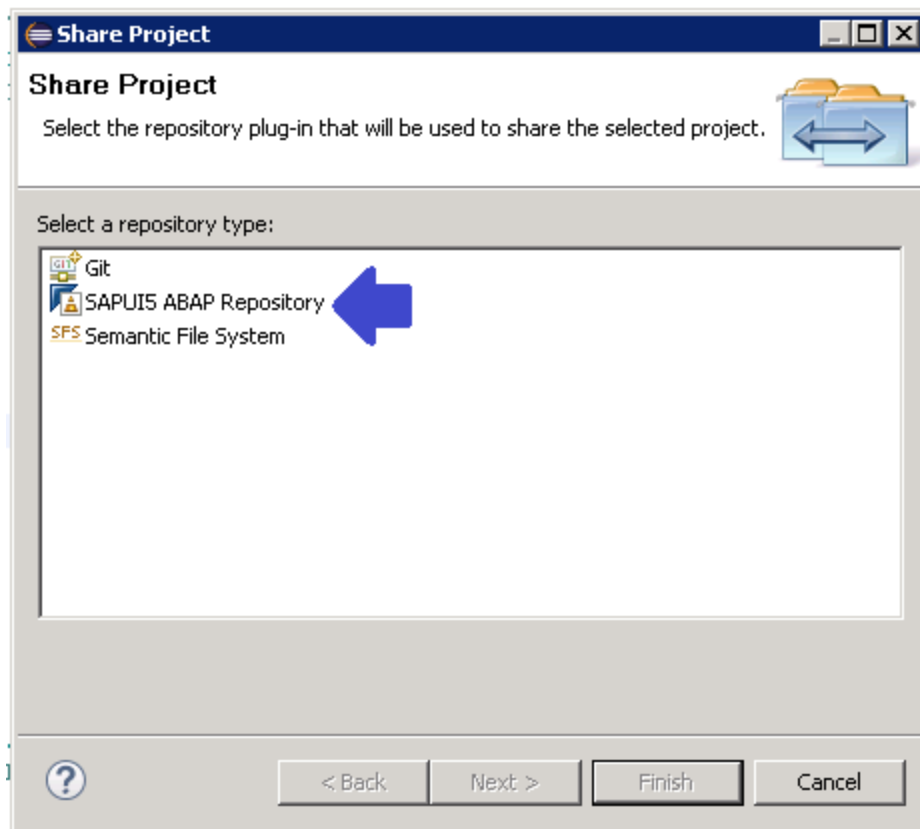 Share Project
Share Project
Select the repository plug-in that will be used to share the selected project.
Select a repository type:
GIT Git
SAPUI5 ABAP Repository
SFS Semantic File System
?
< Back Next > Finish Cancel